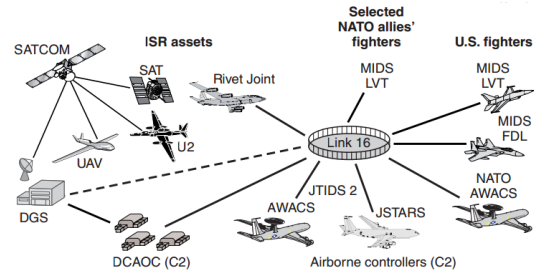 SATCOM
ISR assets
Selected
NATO allies'
fighters
U.S. fighters
SAT
Rivet Joint
MIDS
LVT
MIDS
LVT
MIDS
FDL
UAV
U2
Link 16
DGS
DCAOC (C2)
JTIDS 2
AWACS
JSTARS
NATO
AWACS
Airborne controllers (C2)